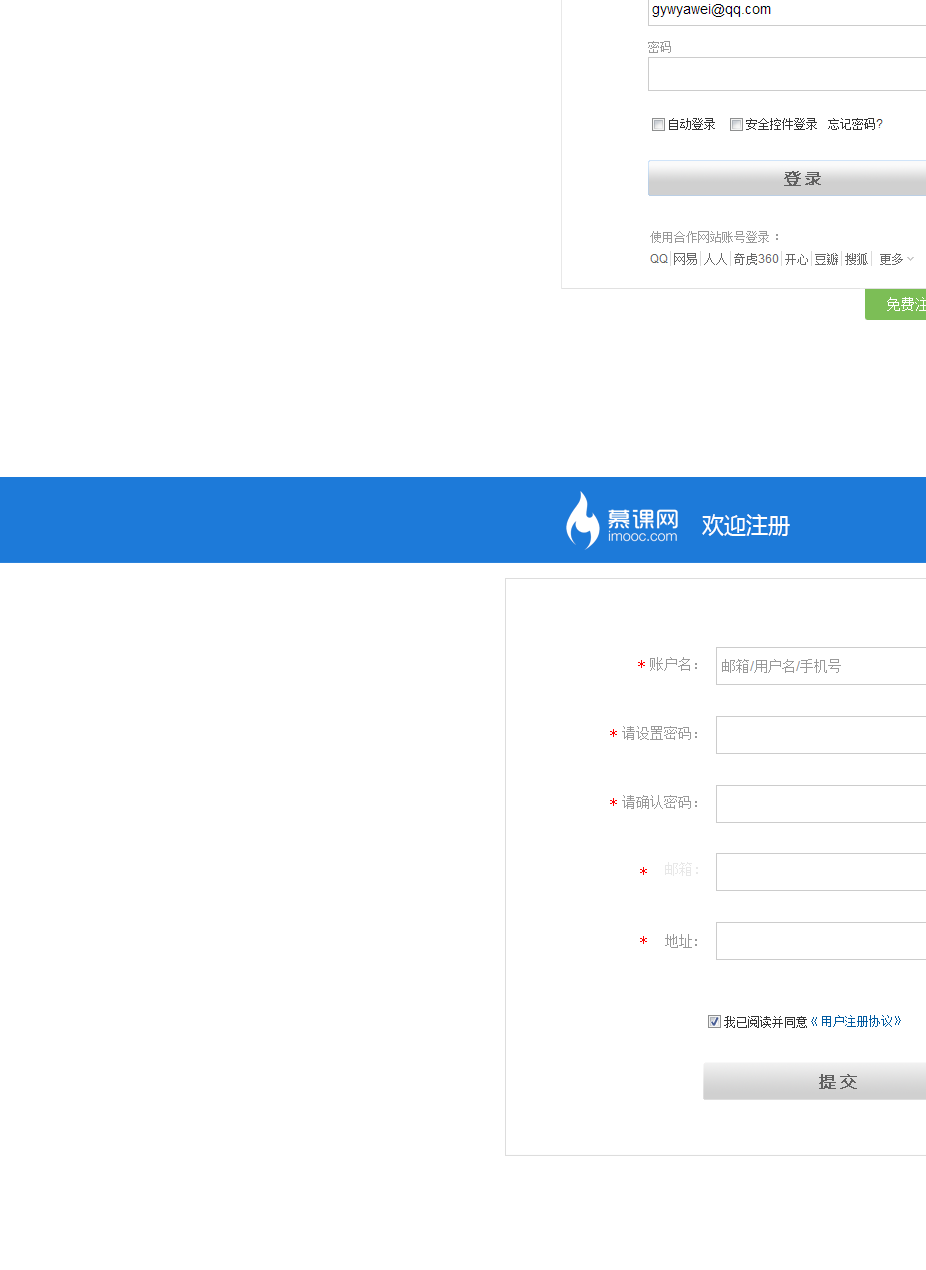 gywyawei@qq.com
密码
自动登录 安全控件登录 忘记密码?
登录
使用合作网站账号登录：
QQ 网易 人人 奇虎360 开心 豆瓣 搜狐 更多
免费注
慕课网 欢迎注册
imooc.com
* 账户名： 邮箱/用户名/手机号
* 请设置密码：
* 请确认密码：
* 邮箱：
* 地址：
我已阅读并同意《用户注册协议》
提交